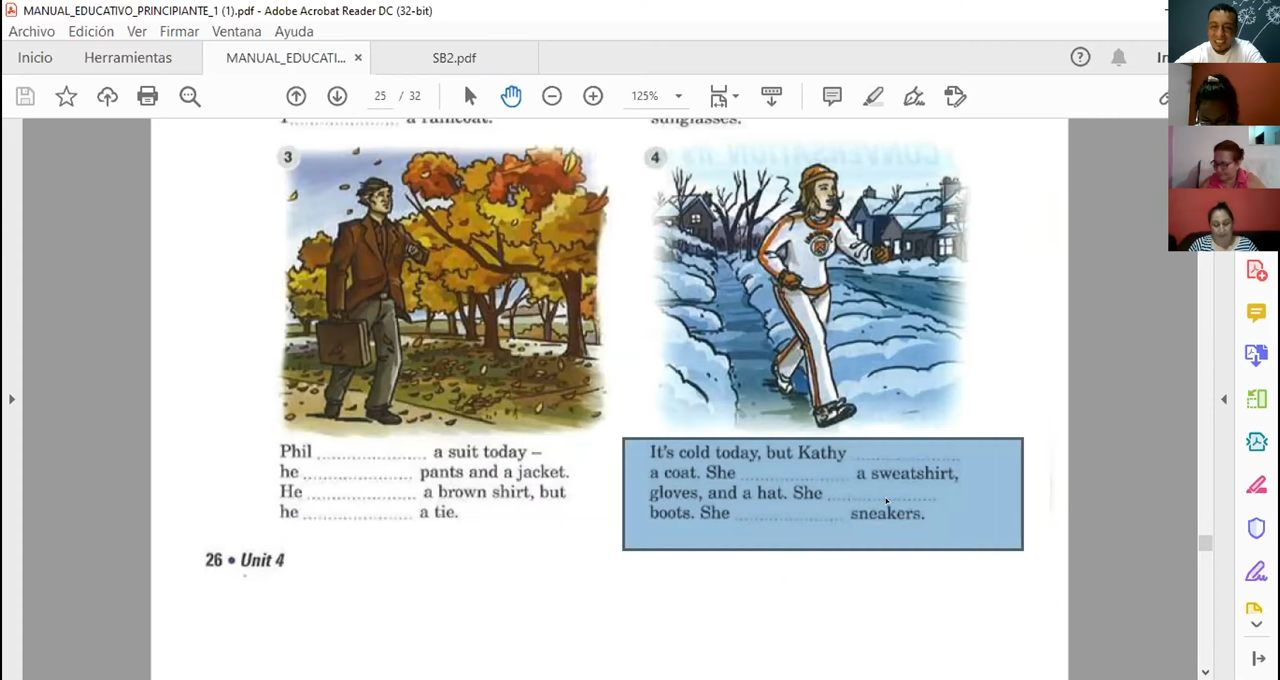 MANUAL_EDUCATIVO_PRINCIPIANTE_1 (1).pdf - Adobe Acrobat Reader DC (32-bit)
Archivo Edición Ver Firmar Ventana Ayuda
Inicio Herramientas MANUAL_EDUCATI... SB2.pdf
25 / 32 125%
a raincoat. sunglasses.
3
4
Phil .......................... a suit today –
he .......................... pants and a jacket.
He .......................... a brown shirt, but
he .......................... a tie.
It's cold today, but Kathy ..........................
a coat. She .......................... a sweatshirt,
gloves, and a hat. She ..........................
boots. She .......................... sneakers.
26 • Unit 4